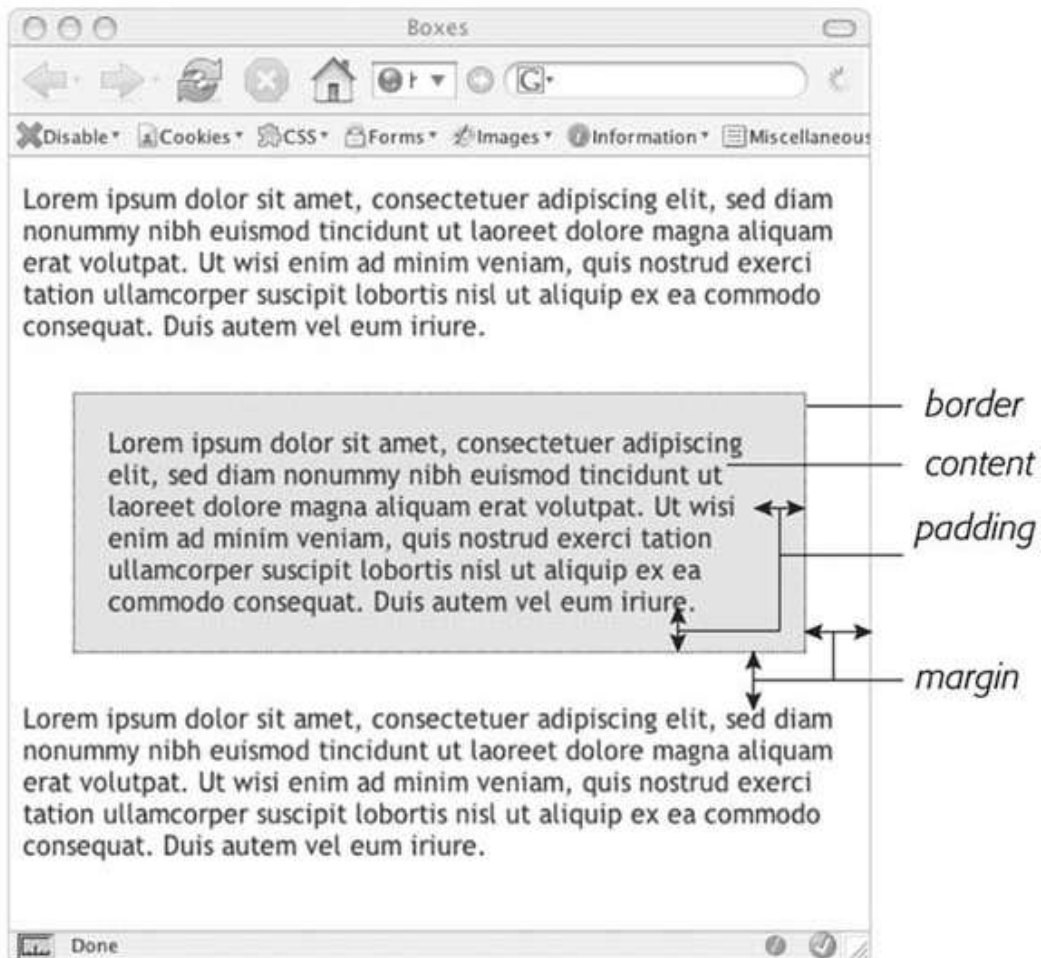 Boxes
G
Disable Cookies CSS Forms Images Information Miscellaneous
Lorem ipsum dolor sit amet, consectetuer adipiscing elit, sed diam
nonummy nibh euismod tincidunt ut laoreet dolore magna aliquam
erat volutpat. Ut wisi enim ad minim veniam, quis nostrud exerci
tation ullamcorper suscipit lobortis nisl ut aliquip ex ea commodo
consequat. Duis autem vel eum iriure.
border
Lorem ipsum dolor sit amet, consectetuer adipiscing
elit, sed diam nonummy nibh euismod tincidunt ut
content
laoreet dolore magna aliquam erat volutpat. Ut wisi
padding
enim ad minim veniam, quis nostrud exerci tation
ullamcorper suscipit lobortis nisl ut aliquip ex ea
commodo consequat. Duis autem vel eum iriure.
margin
Lorem ipsum dolor sit amet, consectetuer adipiscing elit, sed diam
nonummy nibh euismod tincidunt ut laoreet dolore magna aliquam
erat volutpat. Ut wisi enim ad minim veniam, quis nostrud exerci
tation ullamcorper suscipit lobortis nisl ut aliquip ex ea commodo
consequat. Duis autem vel eum iriure.
Done